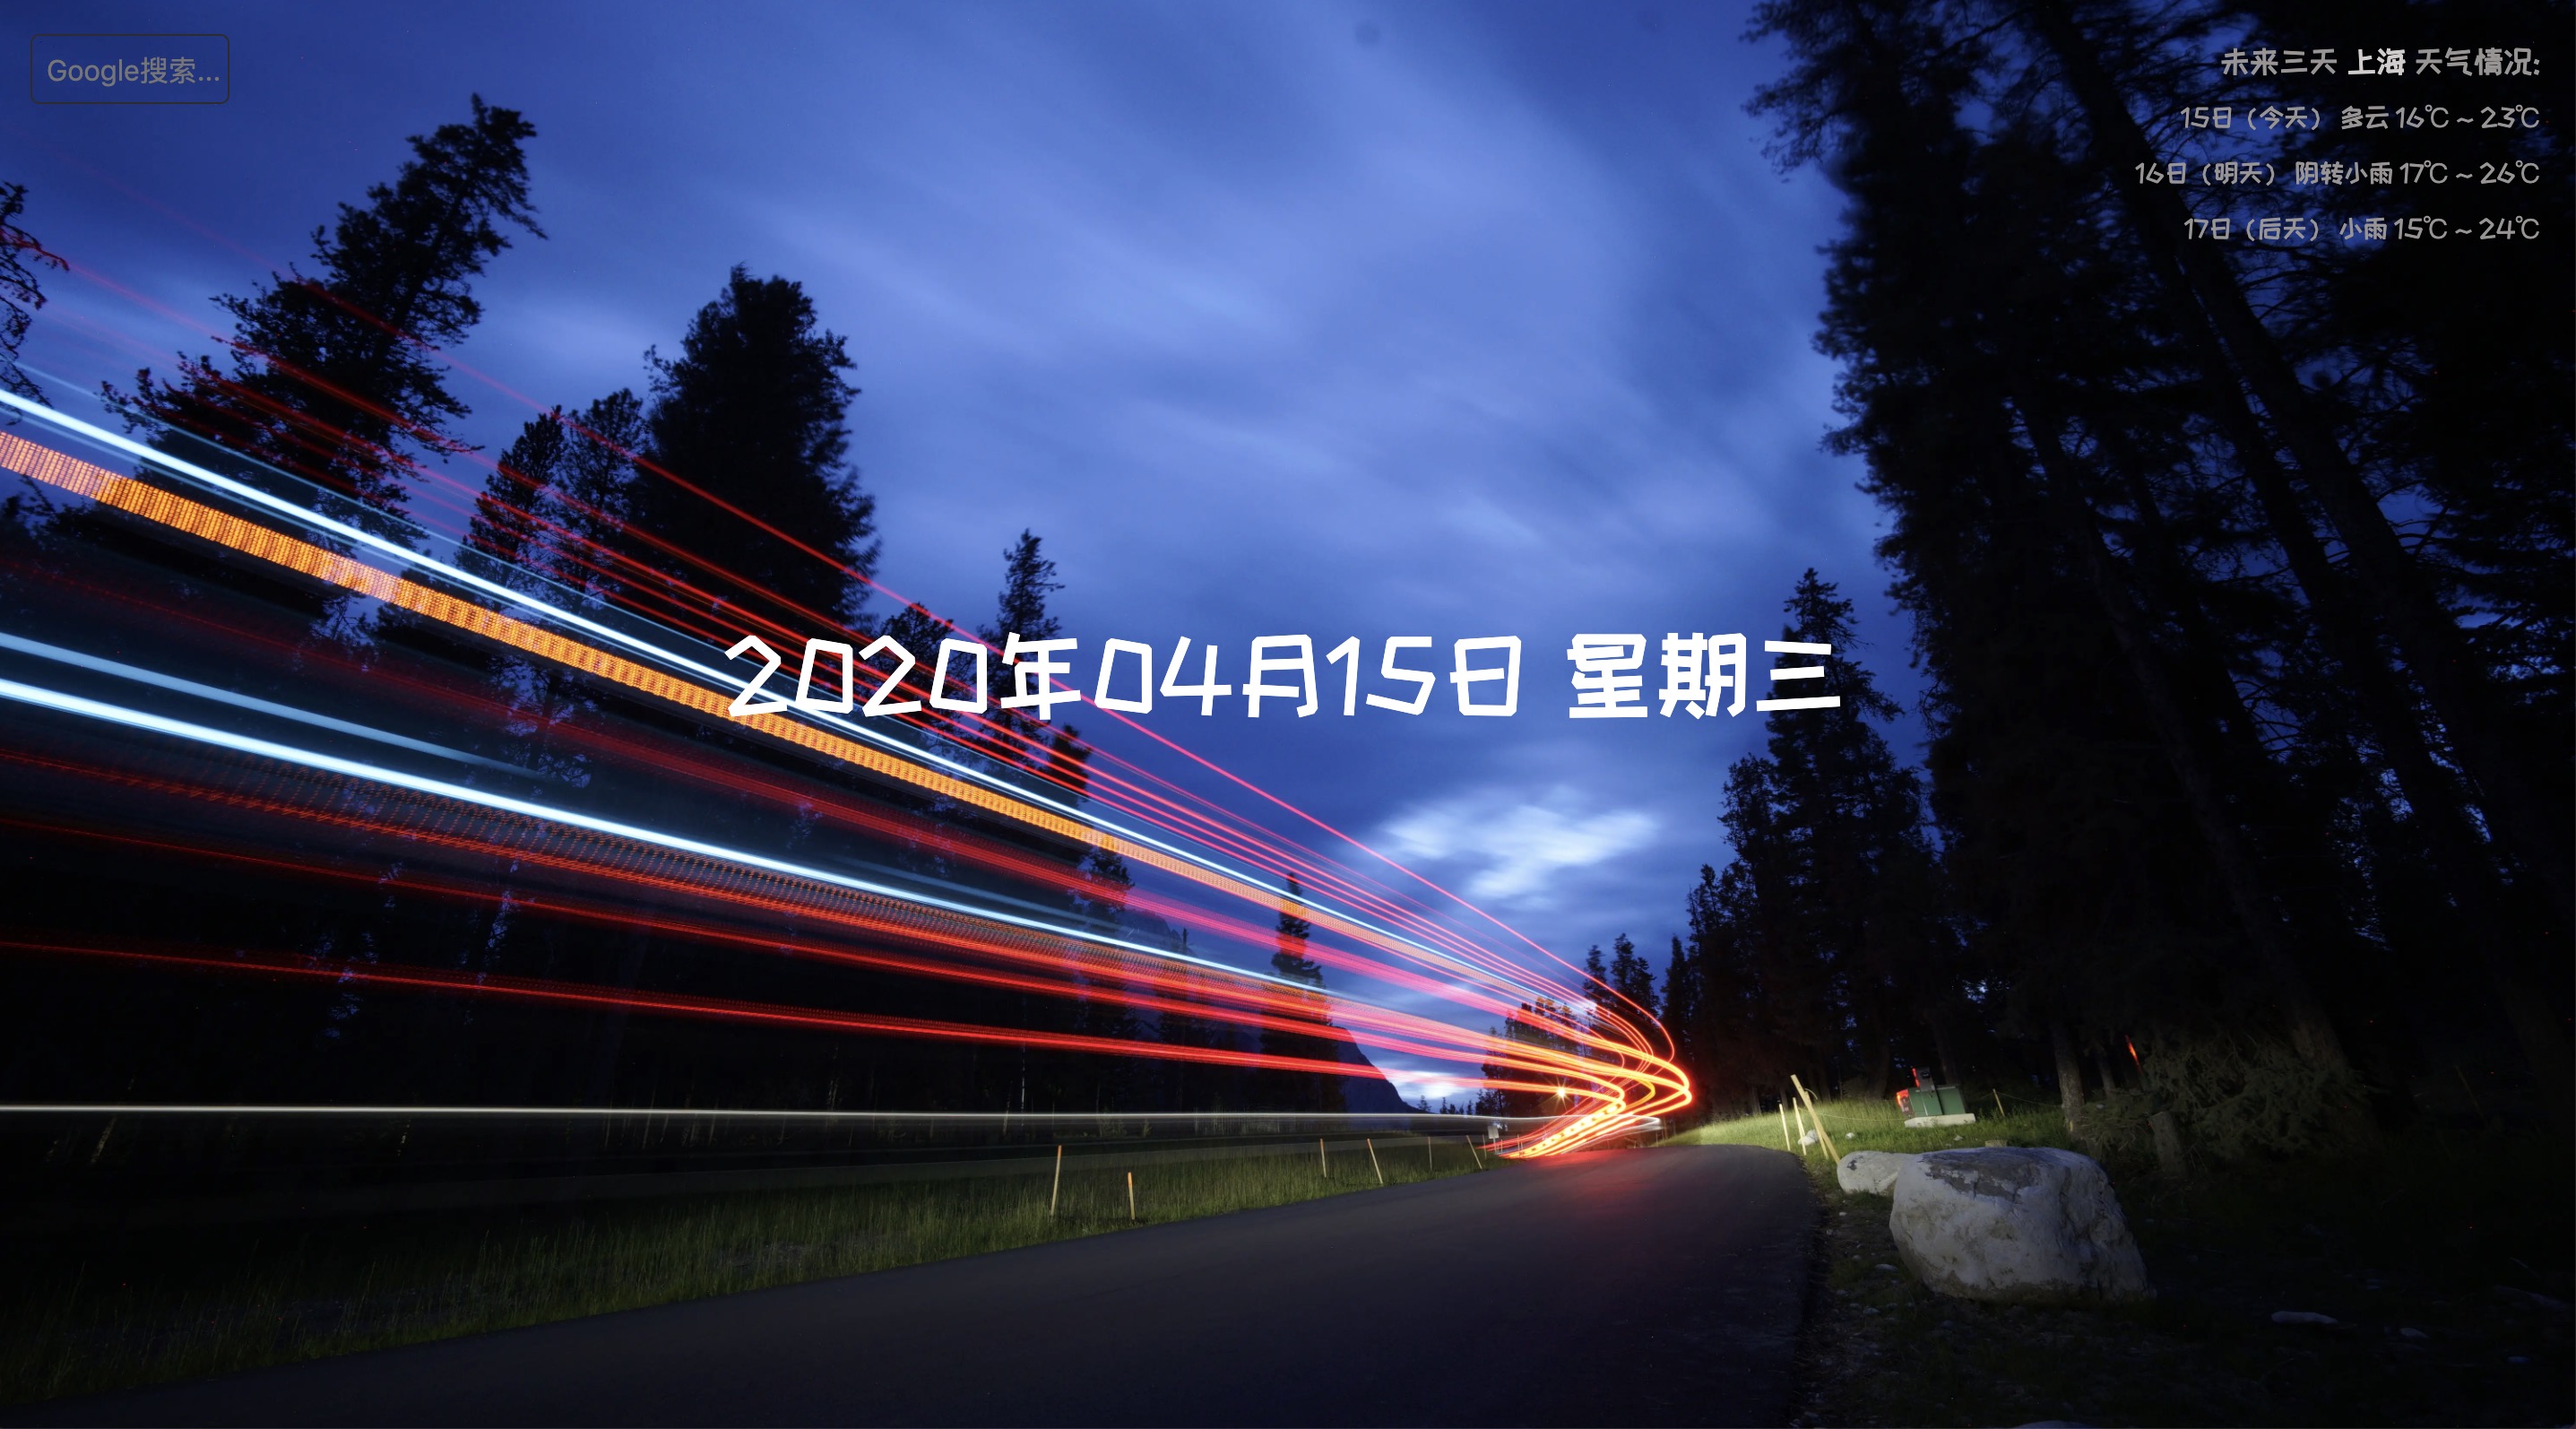 Google搜索...
未来三天 上海 天气情况:
15日（今天） 多云 16℃ ~ 23℃
16日（明天） 阴转小雨 17℃ ~ 26℃
17日（后天） 小雨 15℃ ~ 24℃
2020年04月15日 星期三